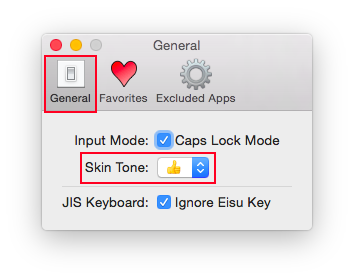 General
General Favorites Excluded Apps
Input Mode: Caps Lock Mode
Skin Tone: 👍
JIS Keyboard: Ignore Eisu Key